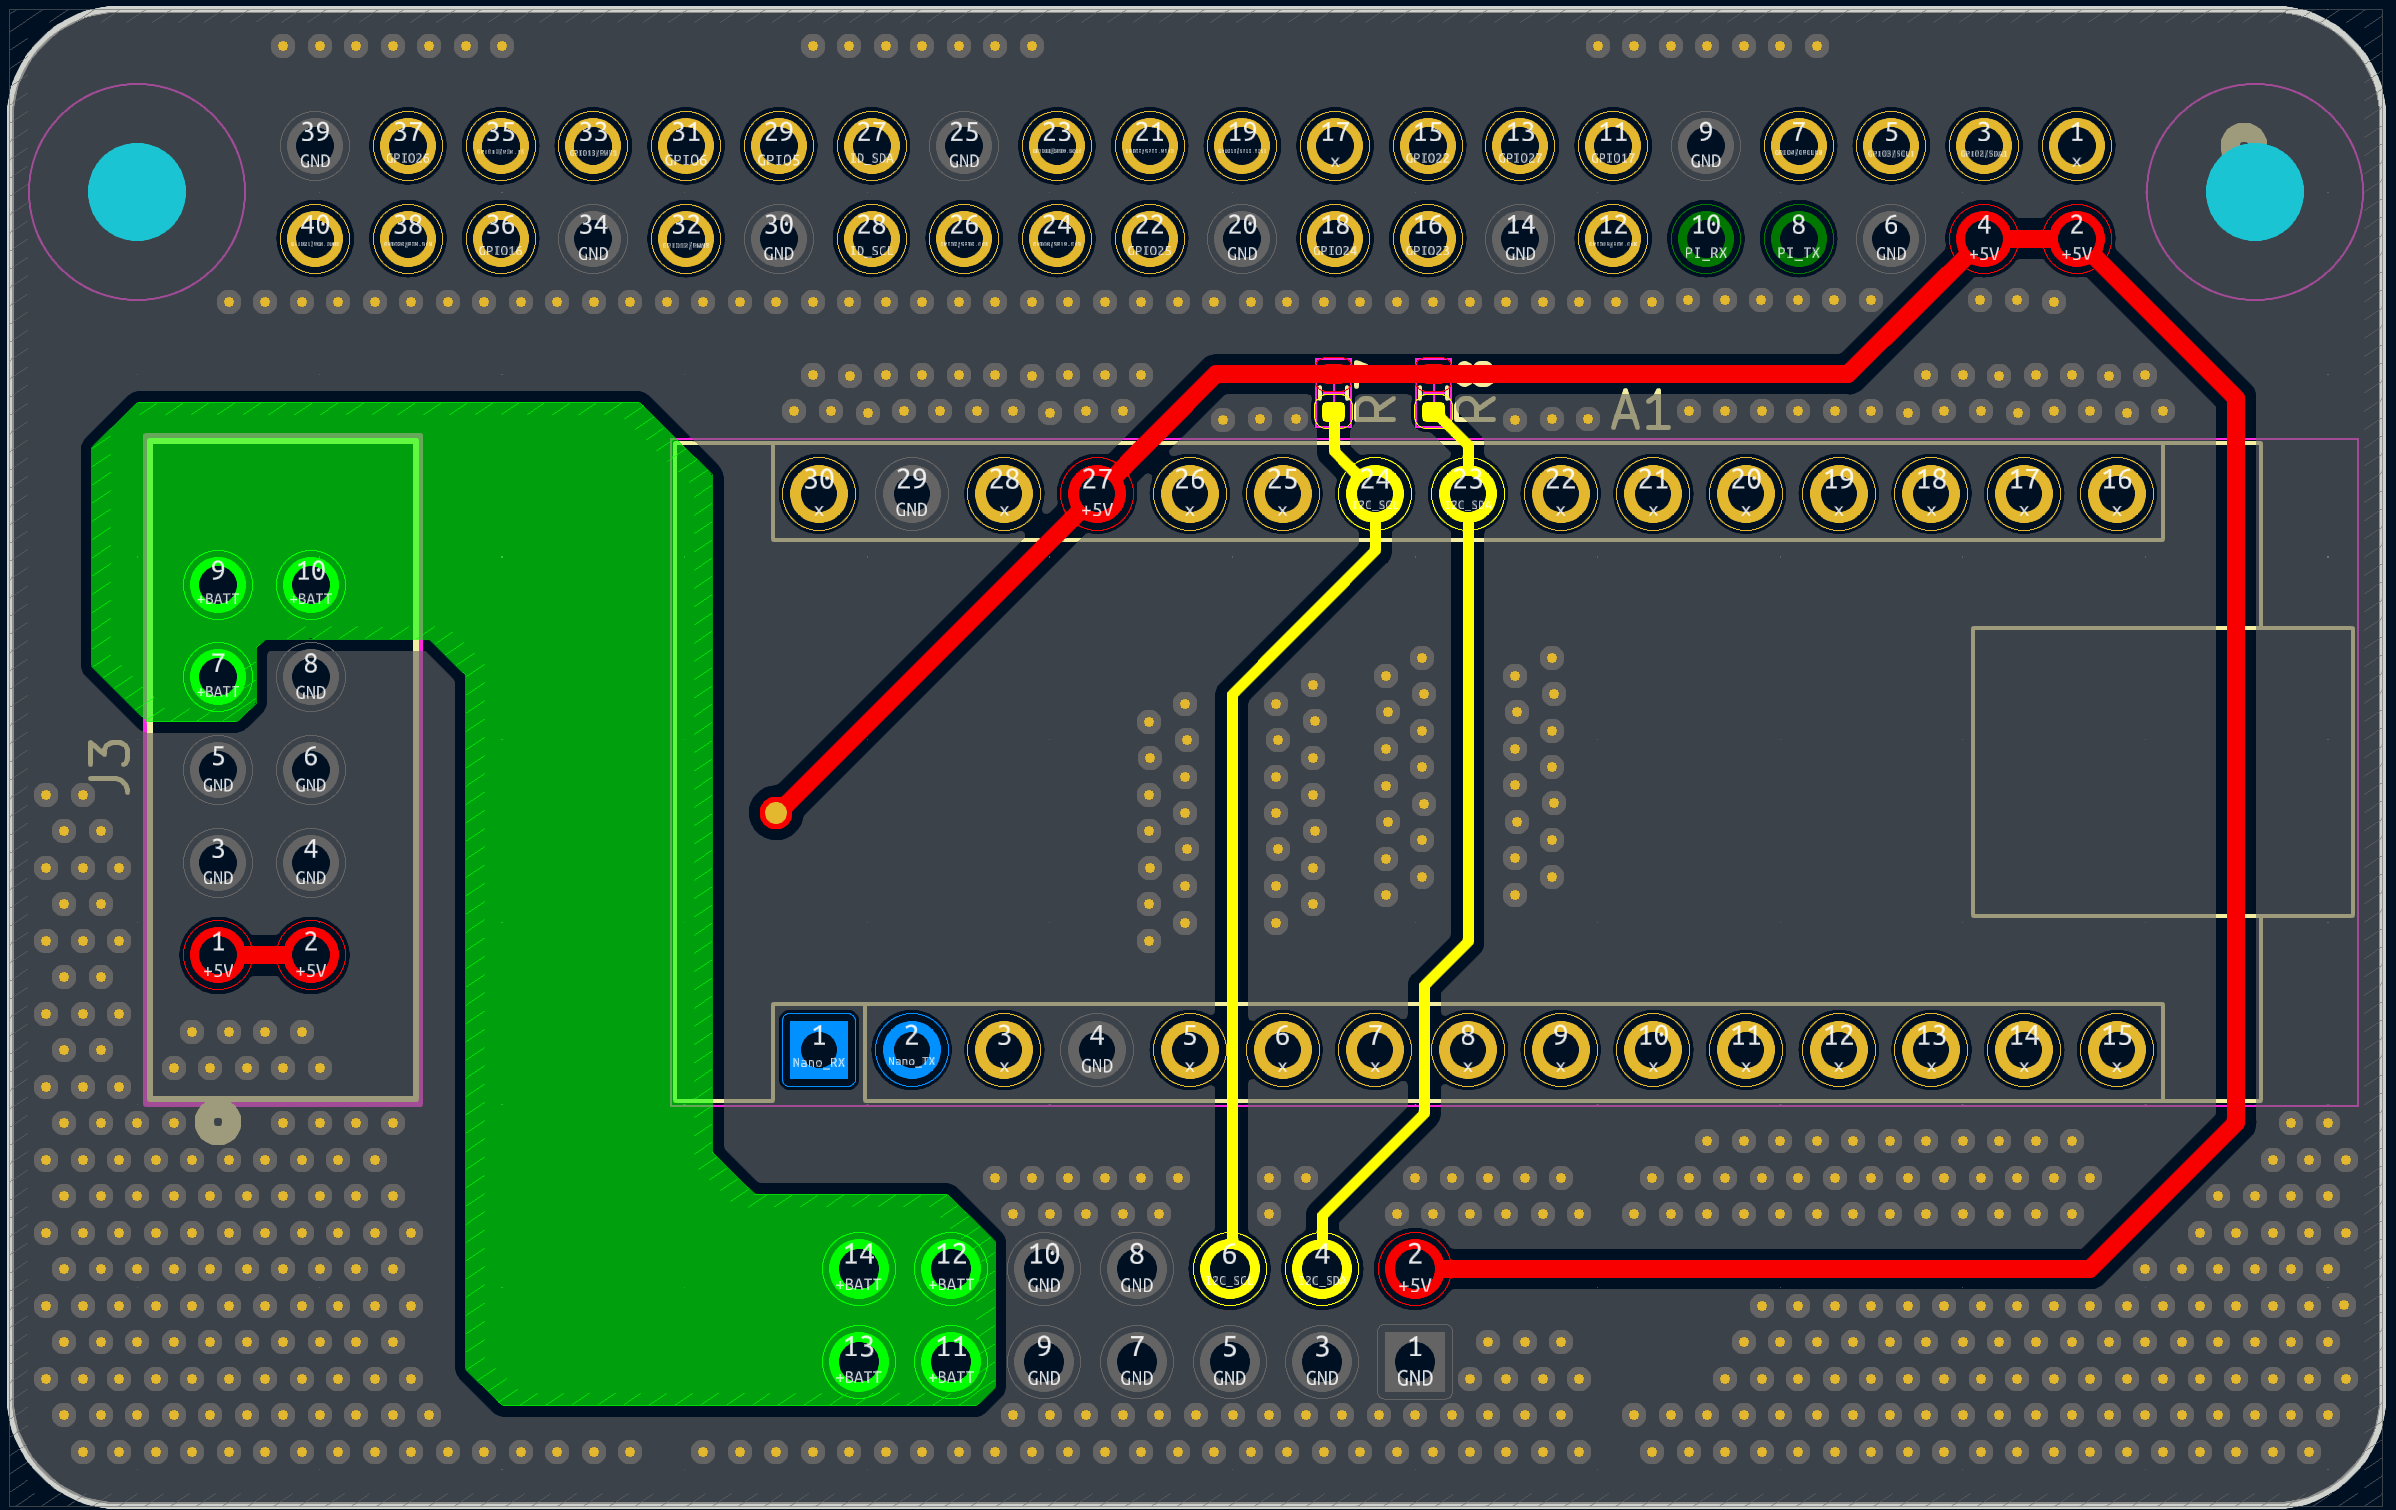 39 37 35 33 31 29 27 25 23 21 19 17 15 13 11 9 7 5 3 1
GND GPIO26 GPIO6 GPIO5 ID_SDA GND x GPIO22 GPIO27 GPIO17 GND x
40 38 36 34 32 30 28 26 24 22 20 18 16 14 12 10 8 6 4 2
GPIO16 GND GND ID_SCL GPIO25 GND GPIO24 GPIO23 GND PI_RX PI_TX GND +5V +5V
R R8 A1
30 29 28 27 26 25 24 23 22 21 20 19 18 17 16
x GND x +5V x x I2C_SCL I2C_SDA x x x x x x x
9 10
+BATT +BATT
7 8
+BATT GND
J3
5 6
GND GND
3 4
GND GND
1 2
+5V +5V
1 2 3 4 5 6 7 8 9 10 11 12 13 14 15
Nano_RX Nano_TX x GND x x x x x x x x x x x
14 12 10 8 6 4 2
+BATT +BATT GND GND I2C_SCL I2C_SDA +5V
13 11 9 7 5 3 1
+BATT +BATT GND GND GND GND GND